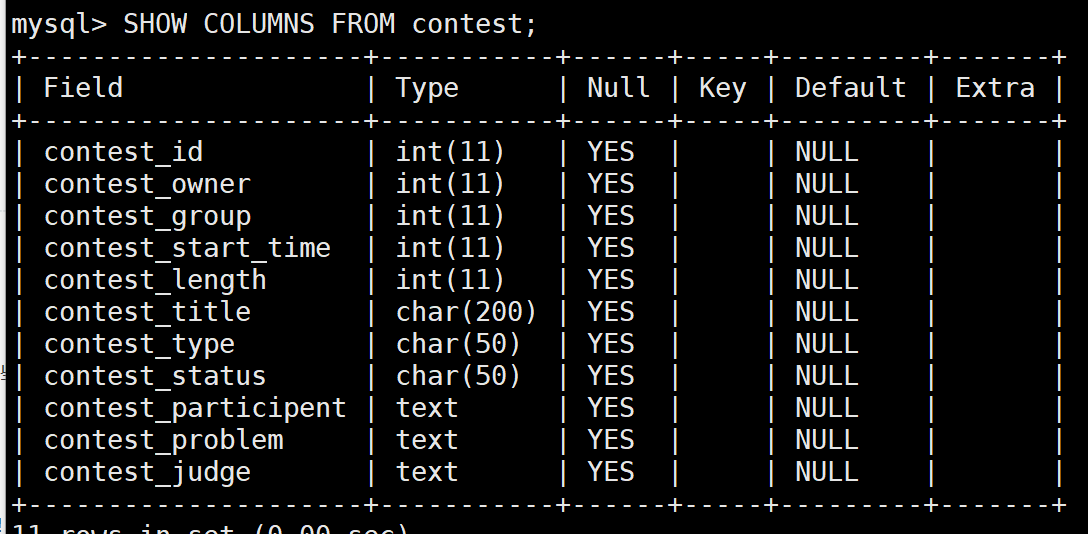 mysql> SHOW COLUMNS FROM contest;
+---------------------+-----------+------+-----+---------+-------+
| Field               | Type      | Null | Key | Default | Extra |
+---------------------+-----------+------+-----+---------+-------+
| contest_id          | int(11)   | YES  |     | NULL    |       |
| contest_owner       | int(11)   | YES  |     | NULL    |       |
| contest_group       | int(11)   | YES  |     | NULL    |       |
| contest_start_time  | int(11)   | YES  |     | NULL    |       |
| contest_length      | int(11)   | YES  |     | NULL    |       |
| contest_title       | char(200) | YES  |     | NULL    |       |
| contest_type        | char(50)  | YES  |     | NULL    |       |
| contest_status      | char(50)  | YES  |     | NULL    |       |
| contest_participent | text      | YES  |     | NULL    |       |
| contest_problem     | text      | YES  |     | NULL    |       |
| contest_judge       | text      | YES  |     | NULL    |       |
+---------------------+-----------+------+-----+---------+-------+
11 rows in set (0.00 sec)